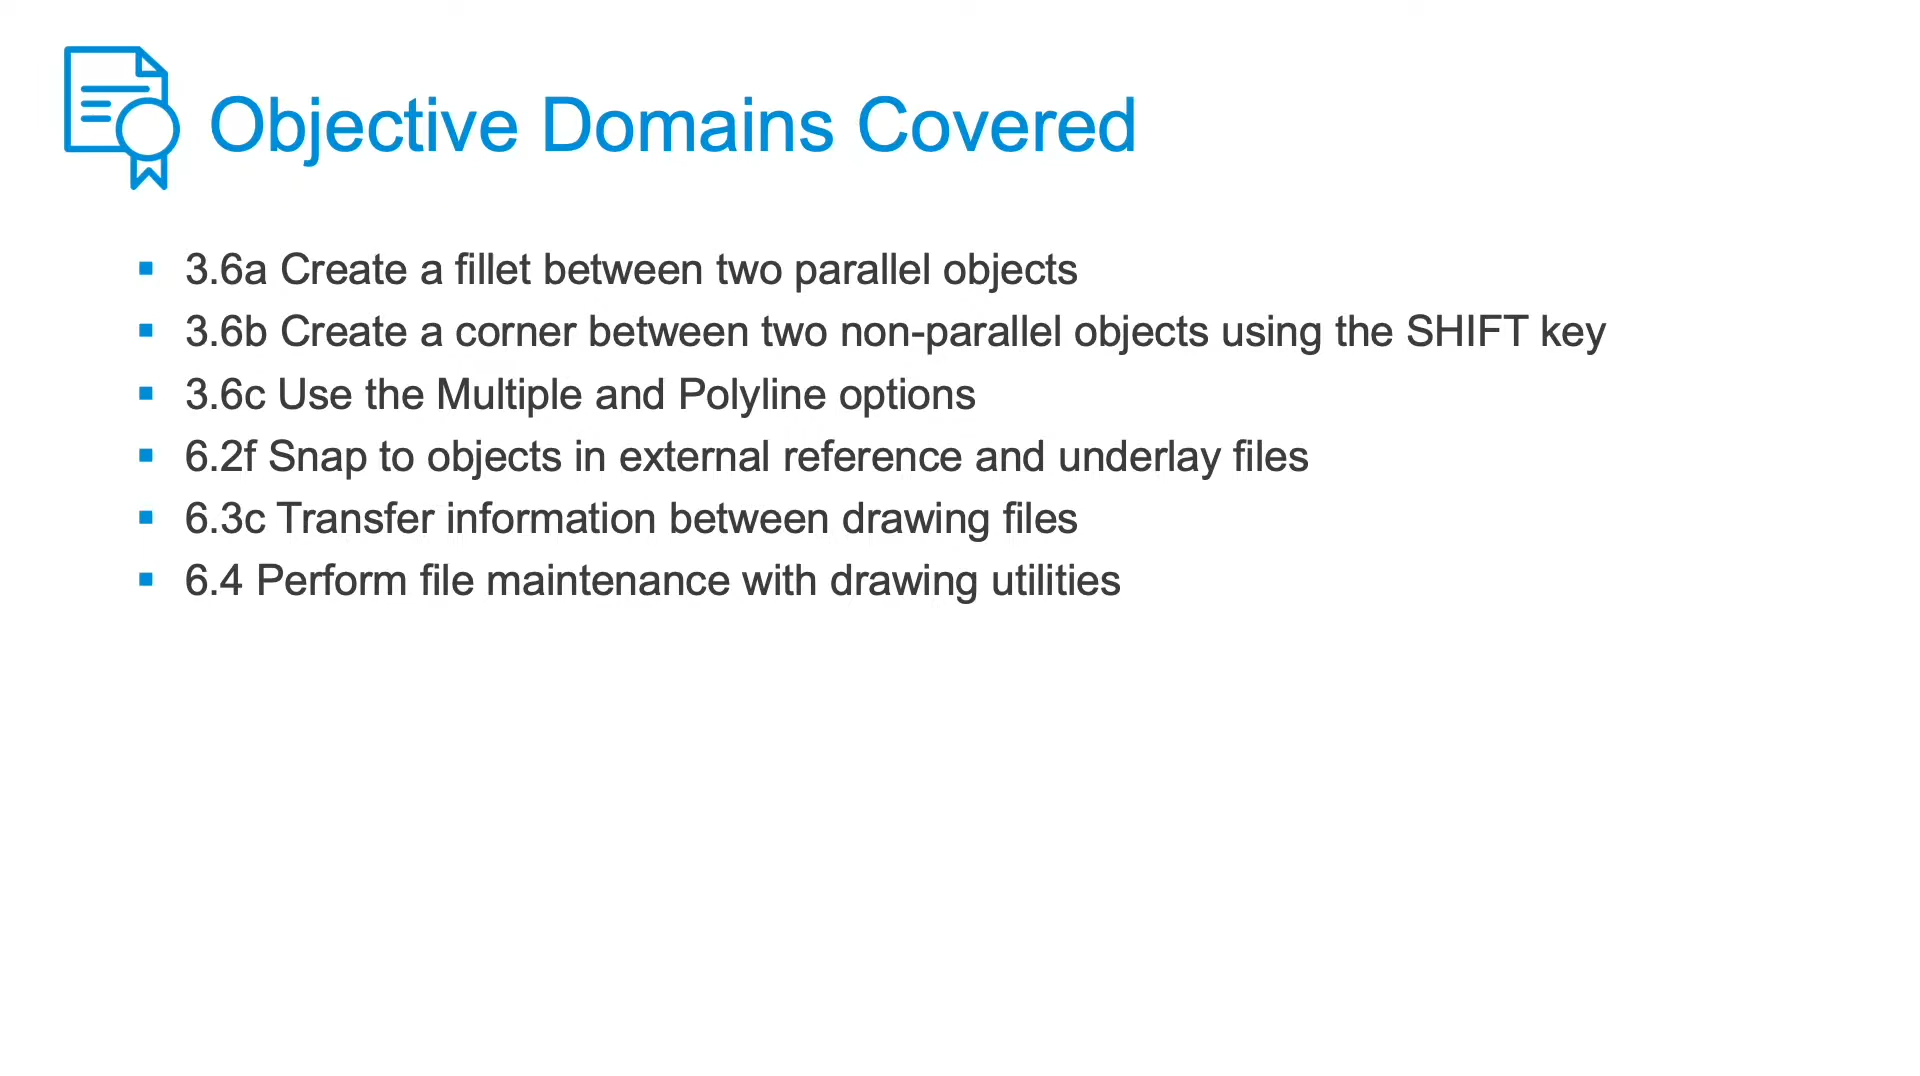 Objective Domains Covered
▪ 3.6a Create a fillet between two parallel objects
▪ 3.6b Create a corner between two non-parallel objects using the SHIFT key
▪ 3.6c Use the Multiple and Polyline options
▪ 6.2f Snap to objects in external reference and underlay files
▪ 6.3c Transfer information between drawing files
▪ 6.4 Perform file maintenance with drawing utilities